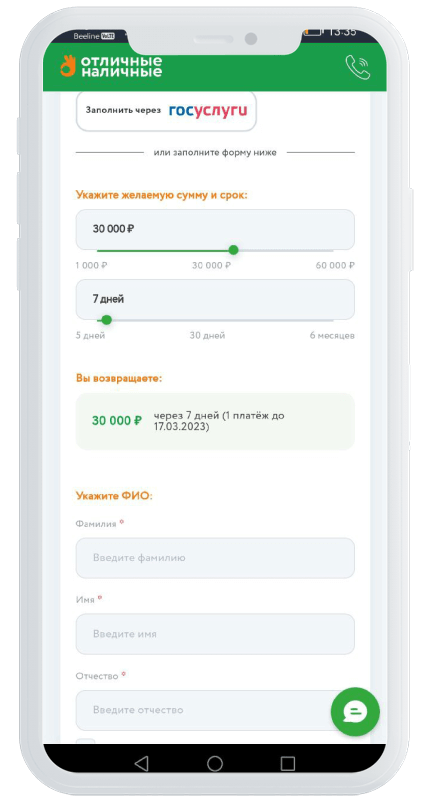 Beeline VoLTE
13:35
отличные
наличные
Заполнить через госуслуги
или заполните форму ниже
Укажите желаемую сумму и срок:
30 000 ₽
1 000 ₽ 30 000 ₽ 60 000 ₽
7 дней
5 дней 30 дней 6 месяцев
Вы возвращаете:
30 000 ₽ через 7 дней (1 платёж до
17.03.2023)
Укажите ФИО:
Фамилия *
Введите фамилию
Имя *
Введите имя
Отчество *
Введите отчество